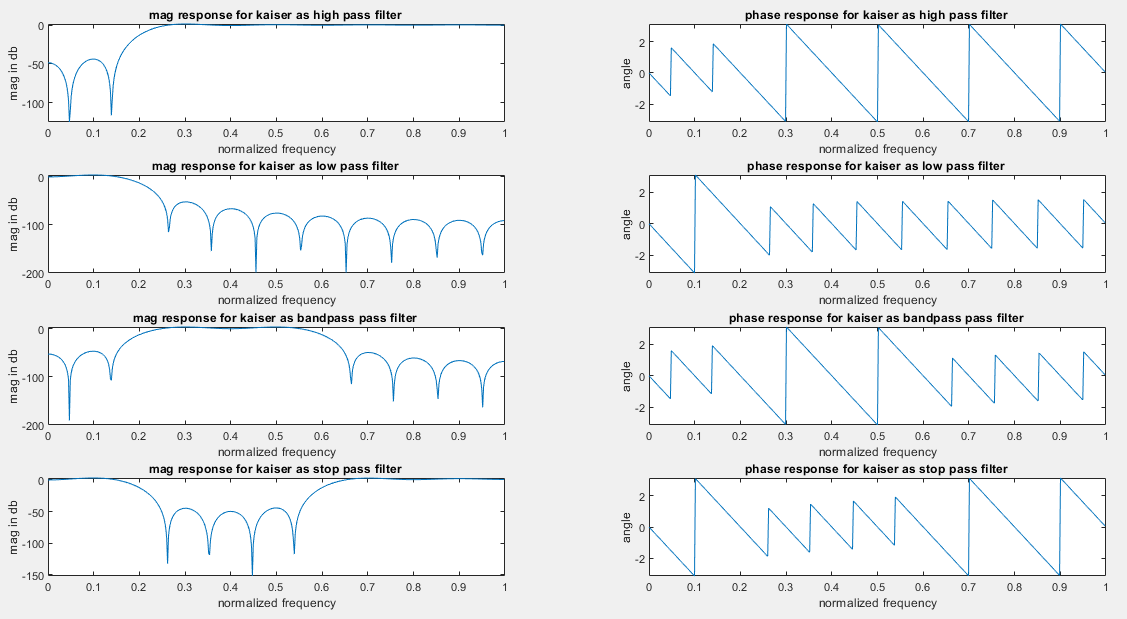 mag response for kaiser as high pass filter
mag in db
0
-50
-100
0 0.1 0.2 0.3 0.4 0.5 0.6 0.7 0.8 0.9 1
normalized frequency
phase response for kaiser as high pass filter
angle
2
0
-2
0 0.1 0.2 0.3 0.4 0.5 0.6 0.7 0.8 0.9 1
normalized frequency
mag response for kaiser as low pass filter
mag in db
0
-100
-200
0 0.1 0.2 0.3 0.4 0.5 0.6 0.7 0.8 0.9 1
normalized frequency
phase response for kaiser as low pass filter
angle
2
0
-2
0 0.1 0.2 0.3 0.4 0.5 0.6 0.7 0.8 0.9 1
normalized frequency
mag response for kaiser as bandpass pass filter
mag in db
0
-100
-200
0 0.1 0.2 0.3 0.4 0.5 0.6 0.7 0.8 0.9 1
normalized frequency
phase response for kaiser as bandpass pass filter
angle
2
0
-2
0 0.1 0.2 0.3 0.4 0.5 0.6 0.7 0.8 0.9 1
normalized frequency
mag response for kaiser as stop pass filter
mag in db
0
-50
-100
-150
0 0.1 0.2 0.3 0.4 0.5 0.6 0.7 0.8 0.9 1
normalized frequency
phase response for kaiser as stop pass filter
angle
2
0
-2
0 0.1 0.2 0.3 0.4 0.5 0.6 0.7 0.8 0.9 1
normalized frequency